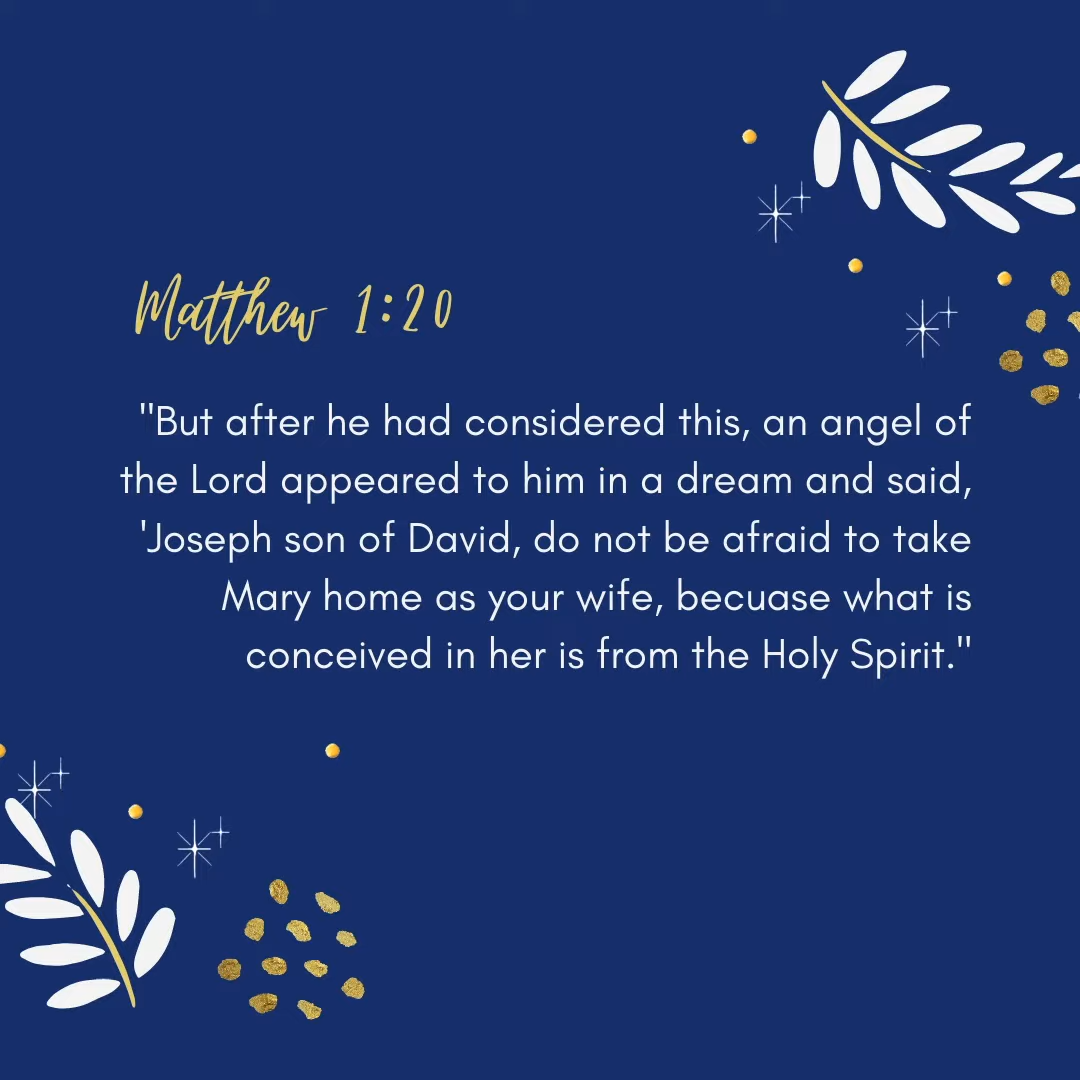 Matthew 1:20
"But after he had considered this, an angel of
the Lord appeared to him in a dream and said,
'Joseph son of David, do not be afraid to take
Mary home as your wife, becuase what is
conceived in her is from the Holy Spirit."